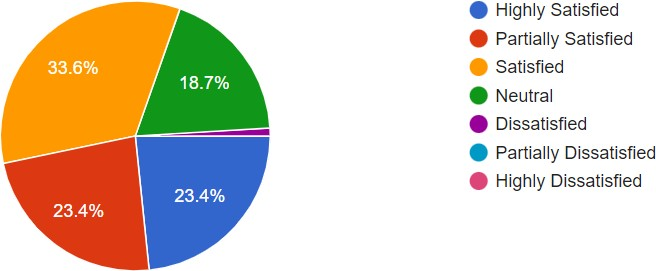 33.6%
18.7%
23.4%
23.4%
Highly Satisfied
Partially Satisfied
Satisfied
Neutral
Dissatisfied
Partially Dissatisfied
Highly Dissatisfied